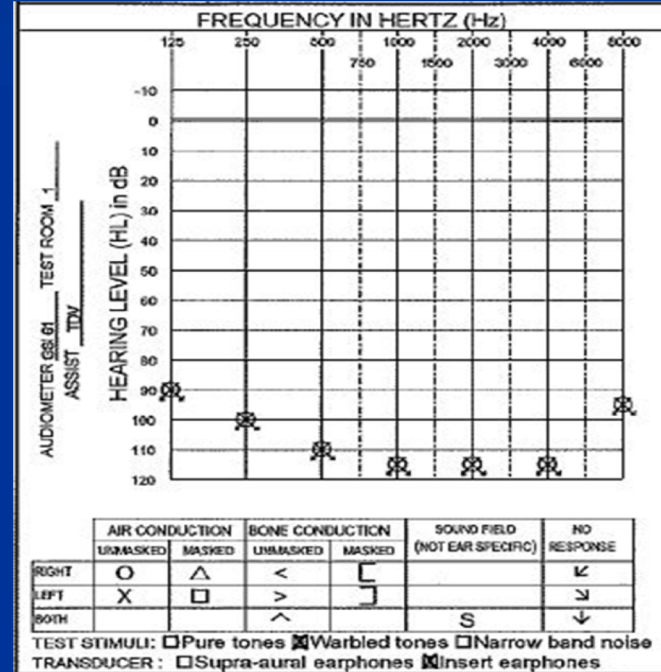 FREQUENCY IN HERTZ (Hz)
125 250 500 1000 2000 4000 8000
750 1500 3000 6000
-10
0
10
20
30
40
50
60
70
80
90
100
110
120
HEARING LEVEL (HL) in dB
AUDIOMETER GSI 61 TEST ROOM 1
ASSIST TDV
AIR CONDUCTION BONE CONDUCTION SOUND FIELD NO
UNMASKED MASKED UNMASKED MASKED (NOT EAR SPECIFIC) RESPONSE
RIGHT O △ < [ ↙
LEFT X □ > ] ↘
BOTH ^ S ↓
TEST STIMULI: ☐Pure tones ☒Warbled tones ☐Narrow band noise
TRANSDUCER : ☐Supra-aural earphones ☒Insert earphones